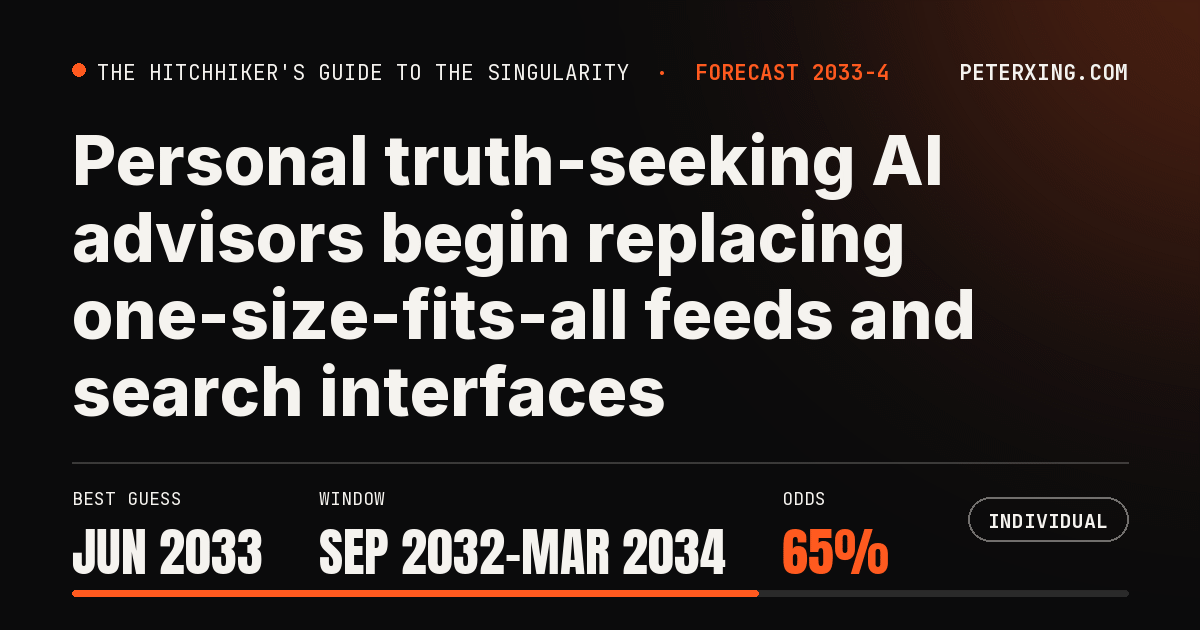 THE HITCHHIKER'S GUIDE TO THE SINGULARITY · FORECAST 2033-4 PETERXING.COM
Personal truth-seeking AI
advisors begin replacing
one-size-fits-all feeds and
search interfaces
BEST GUESS WINDOW ODDS
JUN 2033 SEP 2032-MAR 2034 65% INDIVIDUAL